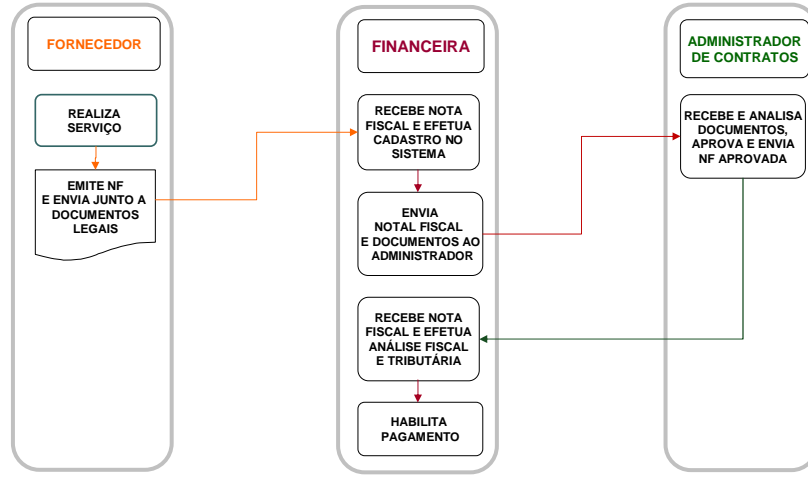 FORNECEDOR
REALIZA
SERVIÇO
EMITE NF
E ENVIA JUNTO A
DOCUMENTOS
LEGAIS
FINANCEIRA
RECEBE NOTA
FISCAL E EFETUA
CADASTRO NO
SISTEMA
ENVIA
NOTAL FISCAL
E DOCUMENTOS AO
ADMINISTRADOR
RECEBE NOTA
FISCAL E EFETUA
ANÁLISE FISCAL
E TRIBUTÁRIA
HABILITA
PAGAMENTO
ADMINISTRADOR
DE CONTRATOS
RECEBE E ANALISA
DOCUMENTOS,
APROVA E ENVIA
NF APROVADA